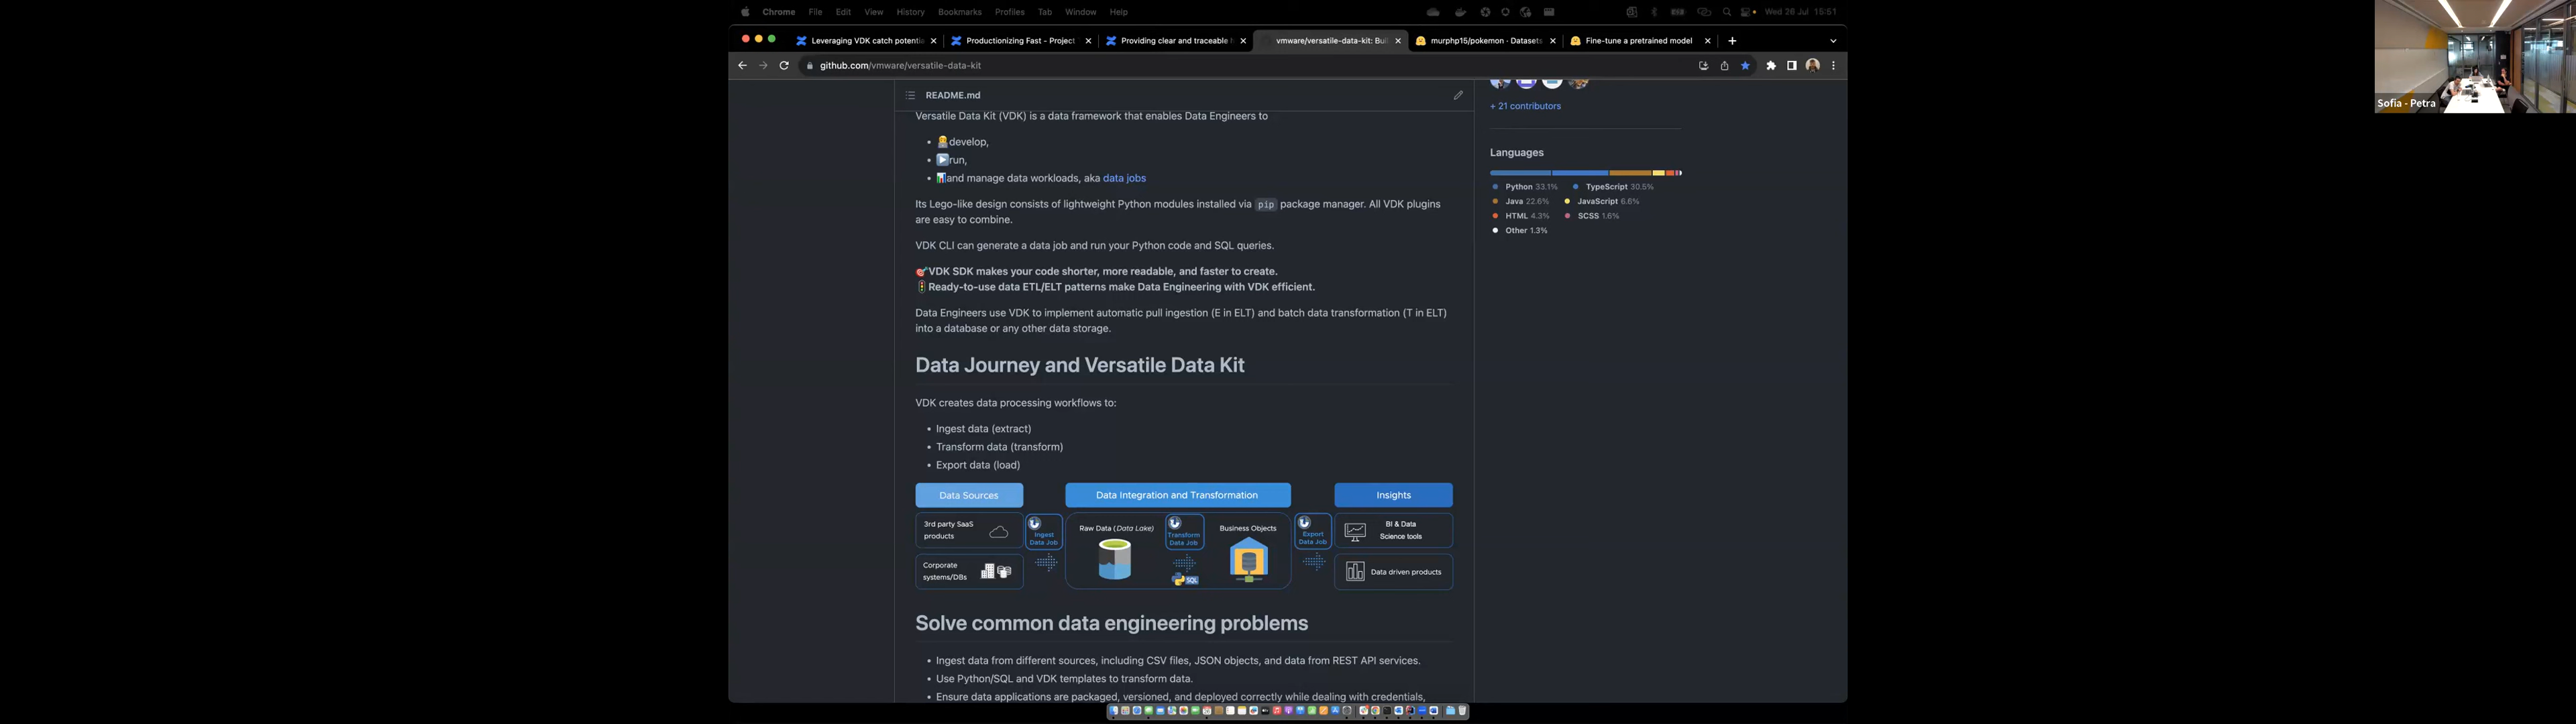 Chrome File Edit View History Bookmarks Profiles Tab Window Help Wed 26 Jul 15:51
Leveraging VDK catch potentia Productionizing Fast - Project Providing clear and traceable h vmware/versatile-data-kit: Buil murphp15/pokemon · Datasets Fine-tune a pretrained model
github.com/vmware/versatile-data-kit
README.md
Versatile Data Kit (VDK) is a data framework that enables Data Engineers to
develop,
run,
and manage data workloads, aka data jobs
Its Lego-like design consists of lightweight Python modules installed via pip package manager. All VDK plugins
are easy to combine.
VDK CLI can generate a data job and run your Python code and SQL queries.
VDK SDK makes your code shorter, more readable, and faster to create.
Ready-to-use data ETL/ELT patterns make Data Engineering with VDK efficient.
Data Engineers use VDK to implement automatic pull ingestion (E in ELT) and batch data transformation (T in ELT)
into a database or any other data storage.
Data Journey and Versatile Data Kit
VDK creates data processing workflows to:
Ingest data (extract)
Transform data (transform)
Export data (load)
Data Sources
Data Integration and Transformation
Insights
3rd party SaaS
products
Corporate
systems/DBs
Ingest
Data Job
Raw Data (Data Lake)
Transform
Data Job
SQL
Business Objects
Export
Data Job
BI & Data
Science tools
Data driven products
Solve common data engineering problems
Ingest data from different sources, including CSV files, JSON objects, and data from REST API services.
Use Python/SQL and VDK templates to transform data.
Ensure data applications are packaged, versioned, and deployed correctly while dealing with credentials,
+ 21 contributors
Languages
Python 33.1% TypeScript 30.5%
Java 22.6% JavaScript 6.6%
HTML 4.3% SCSS 1.6%
Other 1.3%
Sofia - Petra